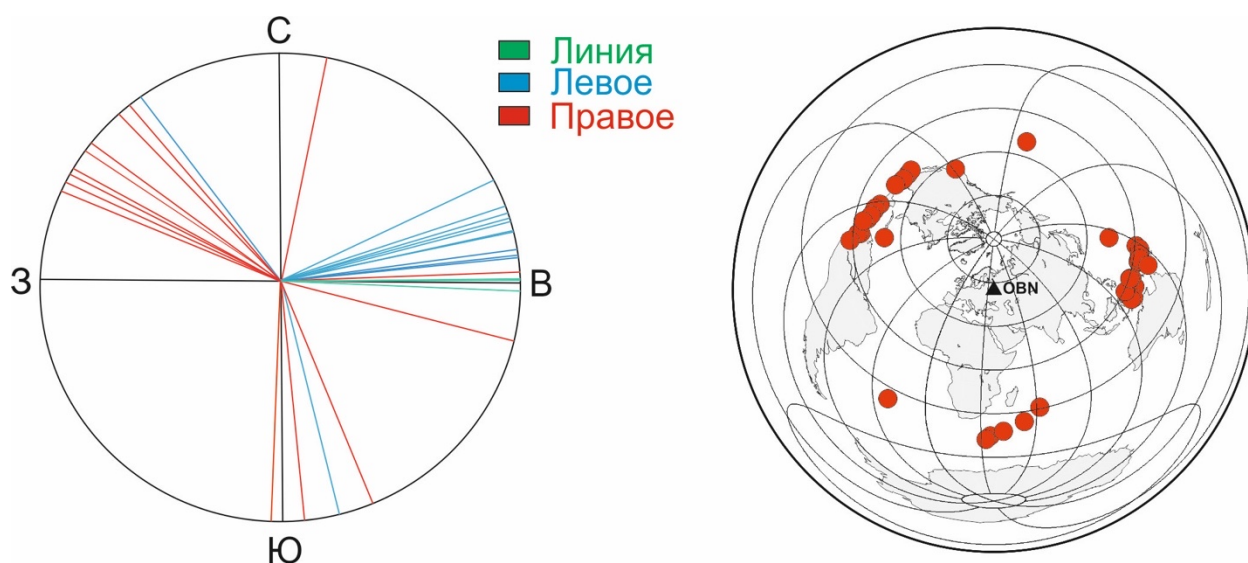 С
Линия
Левое
Правое
З
В
Ю
OBN